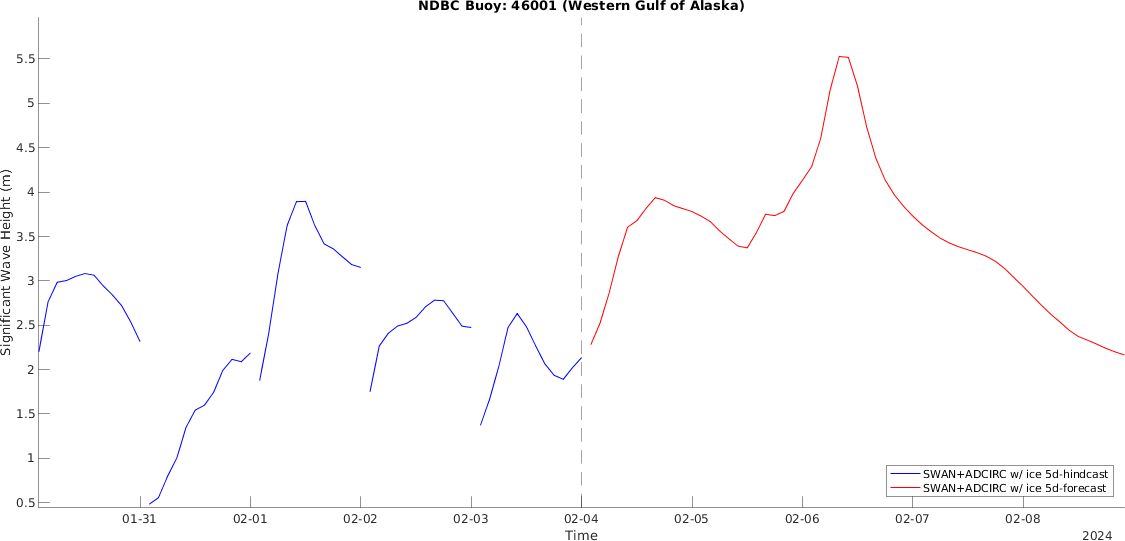 NDBC Buoy: 46001 (Western Gulf of Alaska)
Significant Wave Height (m)
5.5
5
4.5
4
3.5
3
2.5
2
1.5
1
0.5
SWAN+ADCIRC w/ ice 5d-hindcast
SWAN+ADCIRC w/ ice 5d-forecast
01-31 02-01 02-02 02-03 02-04 02-05 02-06 02-07 02-08
Time
2024